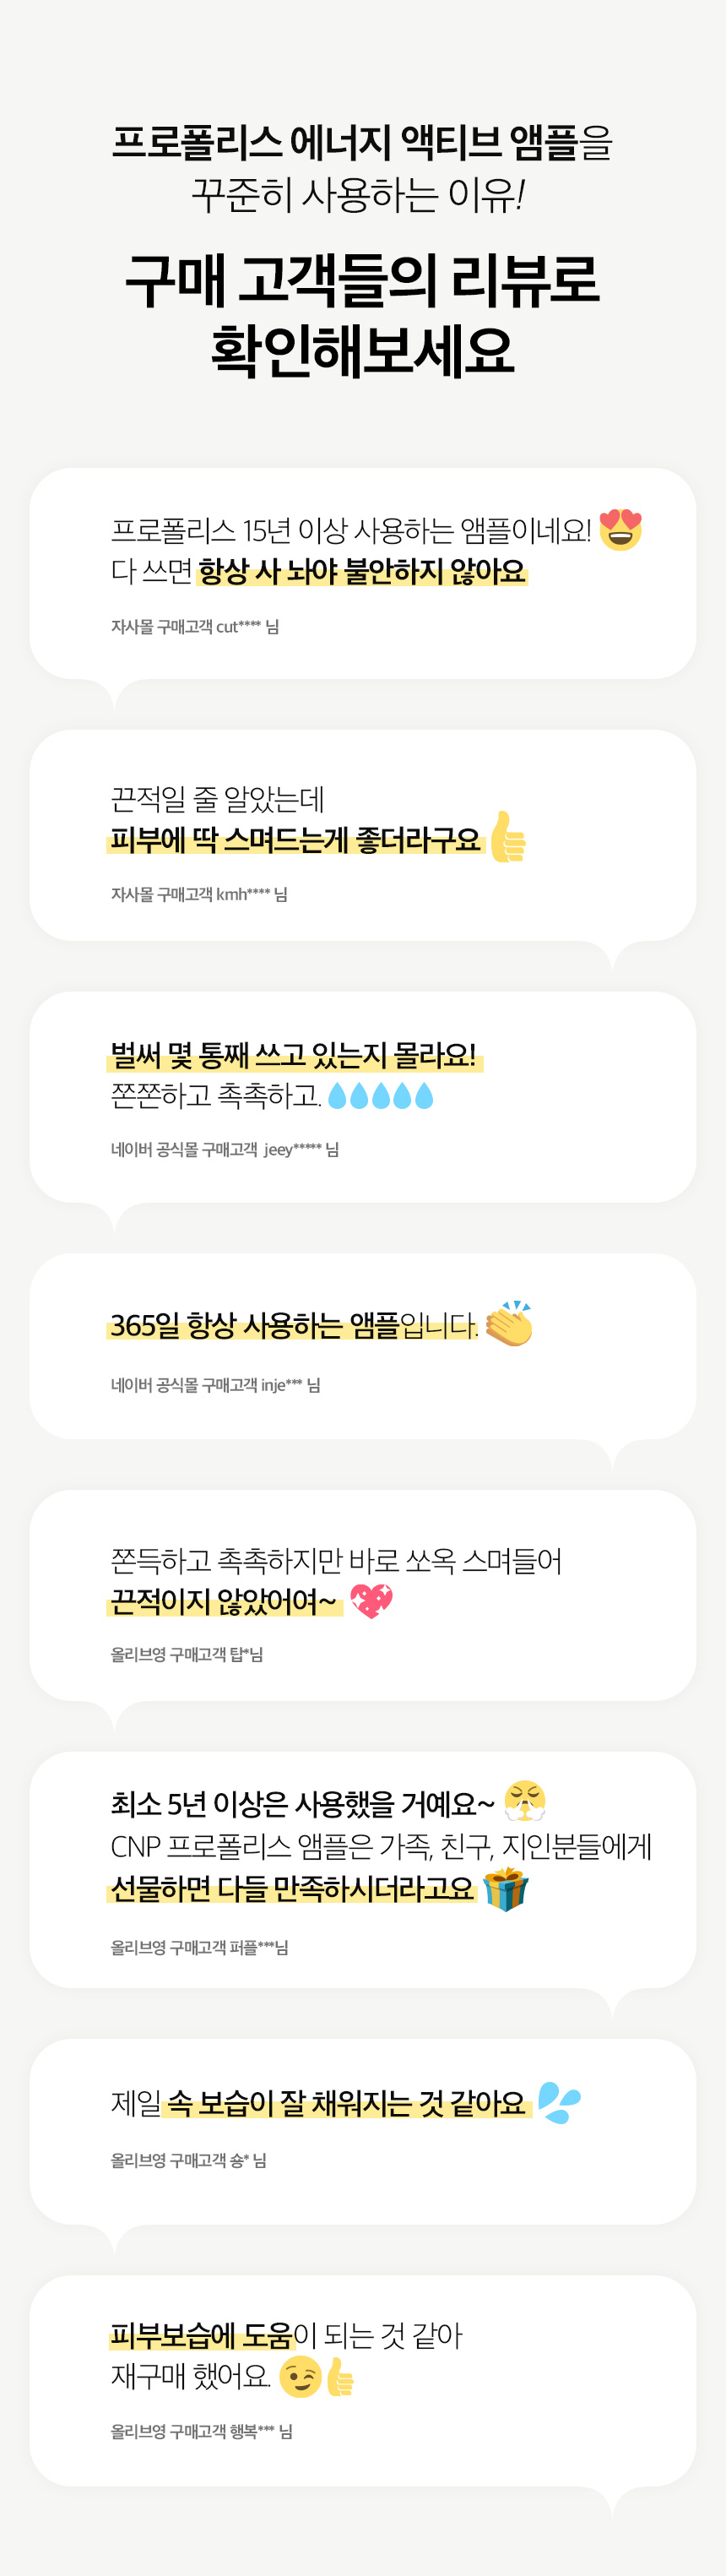 프로폴리스 에너지 액티브 앰플을
꾸준히 사용하는 이유!
구매 고객들의 리뷰로
확인해보세요
프로폴리스 15년 이상 사용하는 앰플이네요! 😍
다 쓰면 항상 사 놔야 불안하지 않아요
자사몰 구매고객 cut**** 님
끈적일 줄 알았는데
피부에 딱 스며드는게 좋더라구요 👍
자사몰 구매고객 kmh**** 님
벌써 몇 통째 쓰고 있는지 몰라요!
쫀쫀하고 촉촉하고. 💧💧💧💧💧
네이버 공식몰 구매고객 jeey***** 님
365일 항상 사용하는 앰플입니다. 👏
네이버 공식몰 구매고객 inje*** 님
쫀득하고 촉촉하지만 바로 쏘옥 스며들어
끈적이지 않았어여~ 💖
올리브영 구매고객 탑*님
최소 5년 이상은 사용했을 거예요~ 😤
CNP 프로폴리스 앰플은 가족, 친구, 지인분들에게
선물하면 다들 만족하시더라고요 🎁
올리브영 구매고객 퍼플***님
제일 속 보습이 잘 채워지는 것 같아요 💦
올리브영 구매고객 숑* 님
피부보습에 도움이 되는 것 같아
재구매 했어요. 😉👍
올리브영 구매고객 행복*** 님